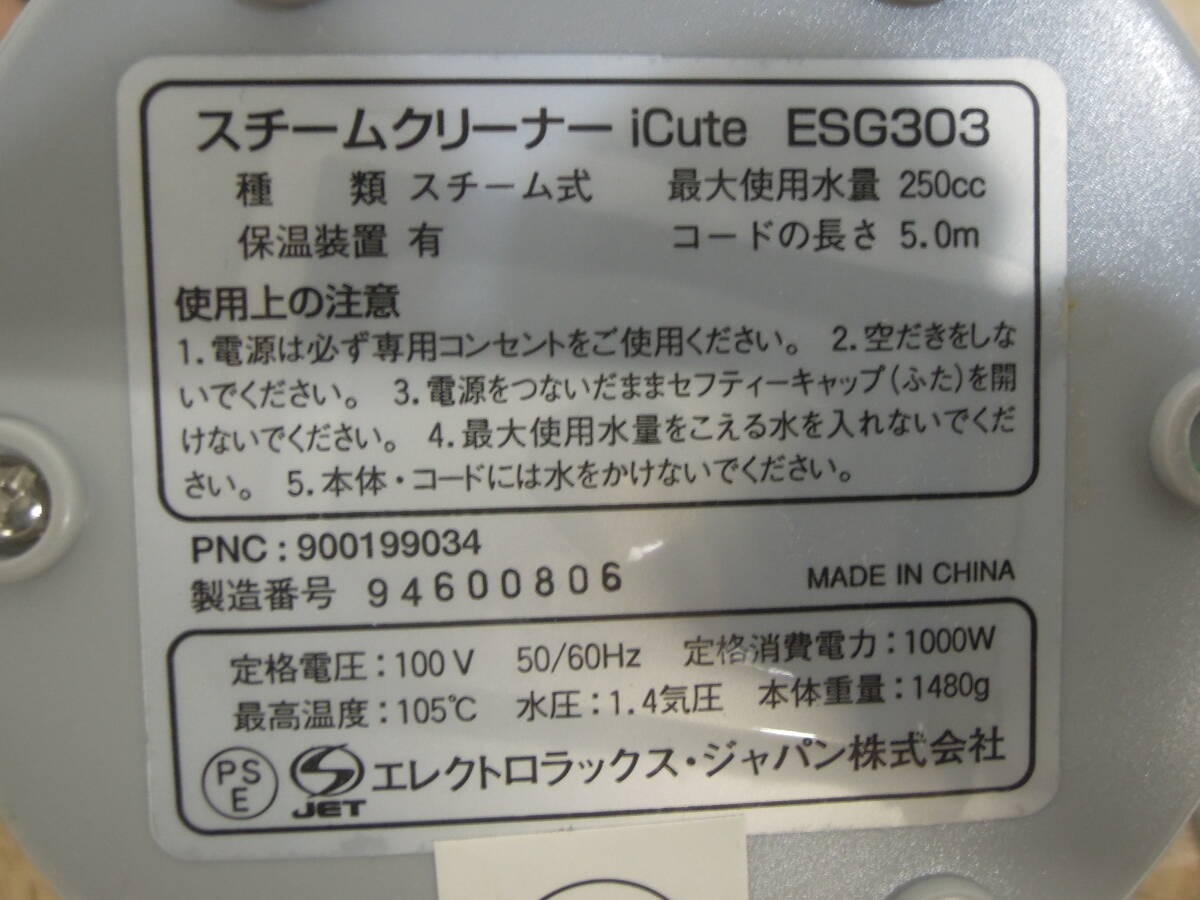 スチームクリーナー iCute ESG303
種 類 スチーム式 最大使用水量 250cc
保温装置 有 コードの長さ 5.0m
使用上の注意
1.電源は必ず専用コンセントをご使用ください。 2.空だきをしな
いでください。 3.電源をつないだままセフティーキャップ(ふた)を開
けないでください。 4.最大使用水量をこえる水を入れないでくだ
さい。 5.本体・コードには水をかけないでください。
PNC:900199034
製造番号 94600806 MADE IN CHINA
定格電圧:100V 50/60Hz 定格消費電力:1000W
最高温度:105℃ 水圧:1.4気圧 本体重量:1480g
PSE JET エレクトロラックス・ジャパン株式会社